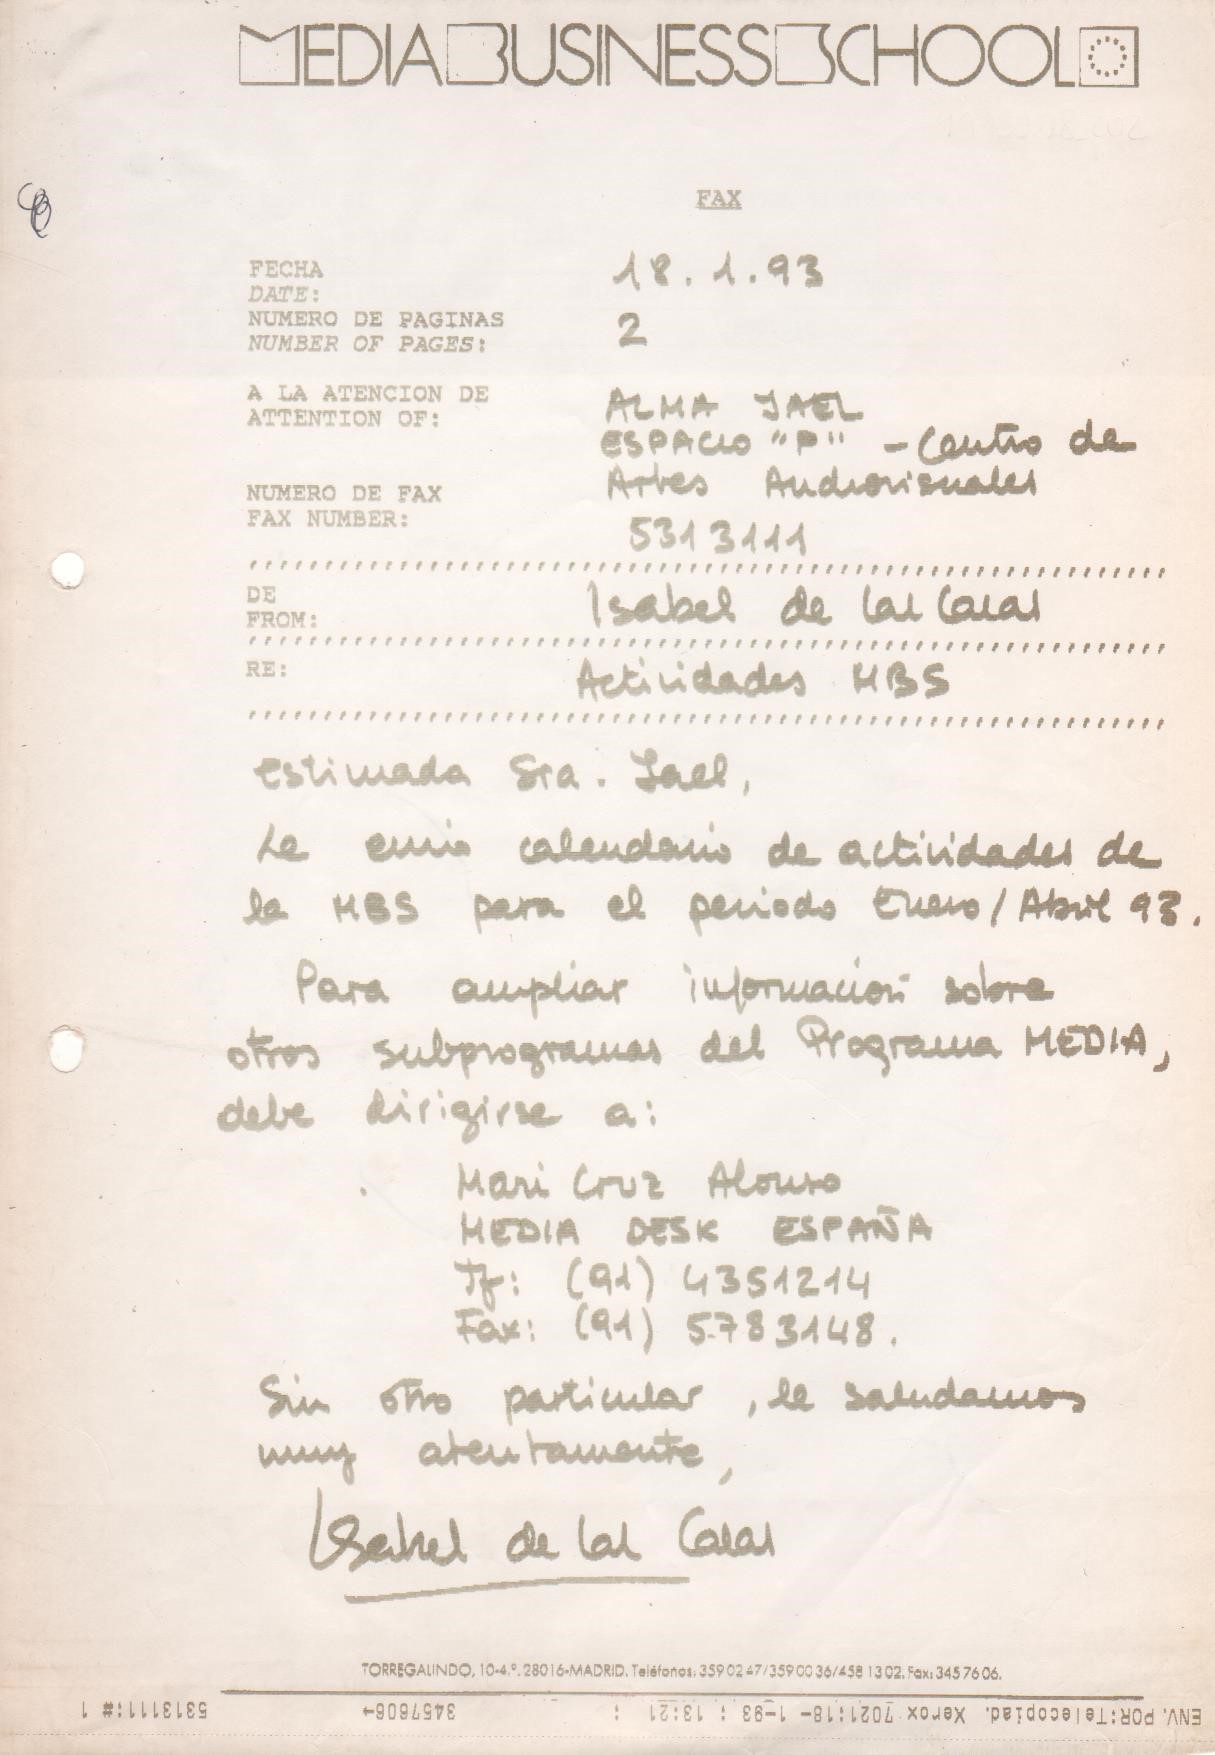 MEDIA BUSINESS SCHOOL
FAX
FECHA
DATE: 18.1.93
NUMERO DE PAGINAS
NUMBER OF PAGES: 2
A LA ATENCION DE
ATTENTION OF: ALMA JAEL
ESPACIO "P" - Centro de
Artes Audiovisuales
NUMERO DE FAX
FAX NUMBER: 5313111
DE
FROM: Isabel de las Casas
RE: Actividades MBS
Estimada Sra. Jael,
Le envio calendario de actividades de
la MBS para el periodo Enero/Abril 93.
Para ampliar información sobre
otros subprogramas del Programa MEDIA,
debe dirigirse a:
Mari Cruz Alonso
MEDIA DESK ESPAÑA
Tf: (91) 4351214
Fax: (91) 5783148.
Sin otro particular, le saludamos
muy atentamente,
Isabel de las Casas
TORREGALINDO, 10-4.º. 28016-MADRID. Teléfonos: 359 02 47/359 00 36/458 13 02. Fax: 345 76 06.
ENV. POR:Telecopiad. Xerox 7021;18- 1-93 ; 13:21 ; 3457606→ 5313111;# 1